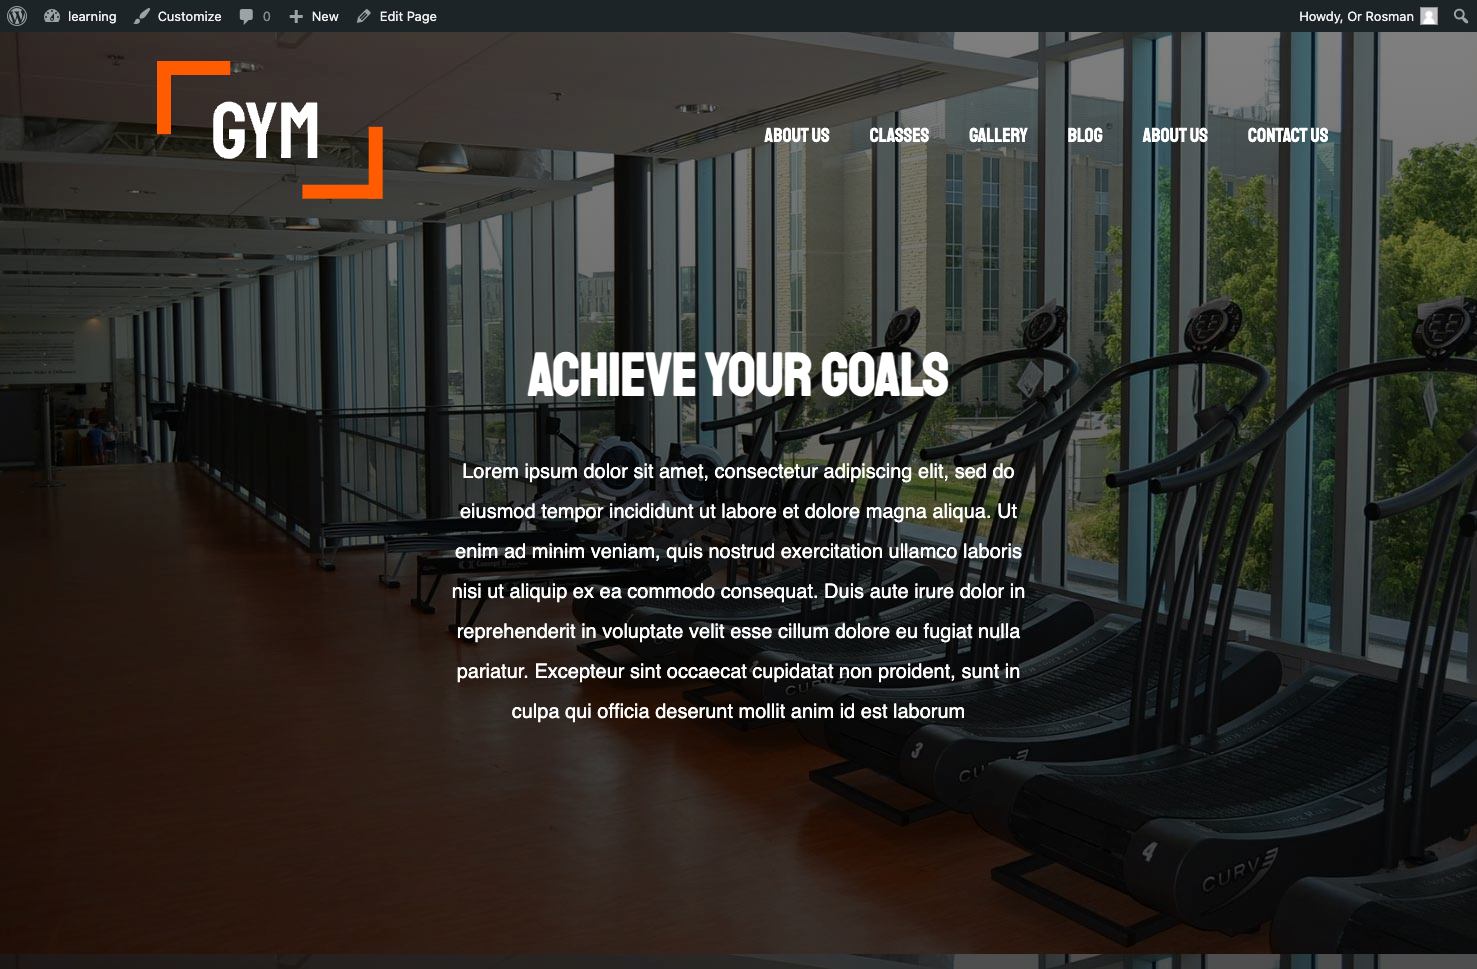 learning Customize 0 New Edit Page Howdy, Or Rosman
GYM
ABOUT US CLASSES GALLERY BLOG ABOUT US CONTACT US
ACHIEVE YOUR GOALS
Lorem ipsum dolor sit amet, consectetur adipiscing elit, sed do
eiusmod tempor incididunt ut labore et dolore magna aliqua. Ut
enim ad minim veniam, quis nostrud exercitation ullamco laboris
nisi ut aliquip ex ea commodo consequat. Duis aute irure dolor in
reprehenderit in voluptate velit esse cillum dolore eu fugiat nulla
pariatur. Excepteur sint occaecat cupidatat non proident, sunt in
culpa qui officia deserunt mollit anim id est laborum
3
CURVE
4
CURVE